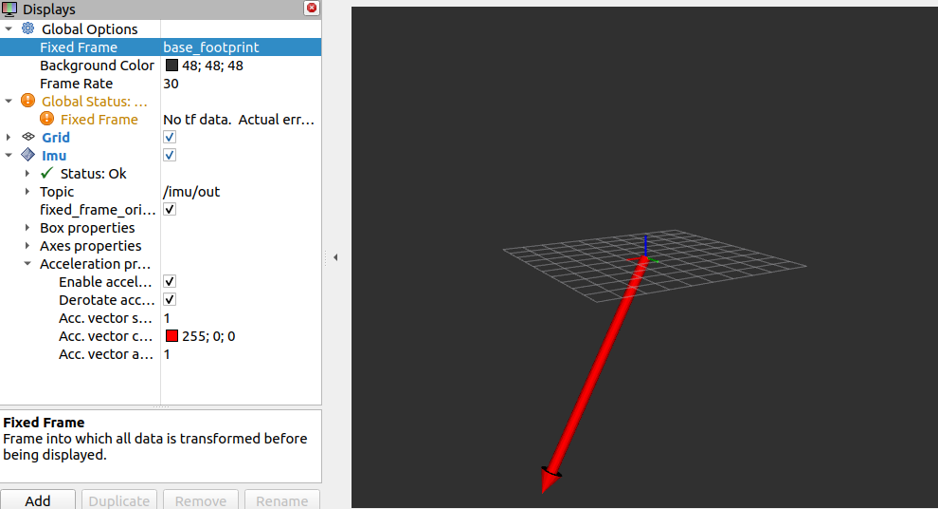 Displays
Global Options
Fixed Frame base_footprint
Background Color 48; 48; 48
Frame Rate 30
Global Status: ...
Fixed Frame No tf data.  Actual err...
Grid
Imu
Status: Ok
Topic /imu/out
fixed_frame_ori...
Box properties
Axes properties
Acceleration pr...
Enable accel...
Derotate acc...
Acc. vector s... 1
Acc. vector c... 255; 0; 0
Acc. vector a... 1
Fixed Frame
Frame into which all data is transformed before
being displayed.
Add Duplicate Remove Rename